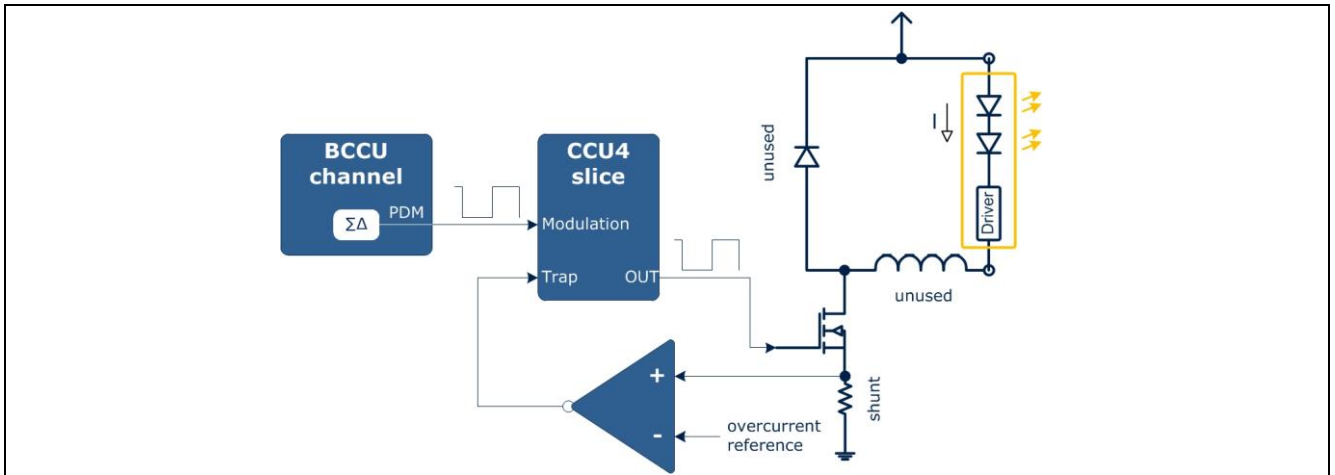 BCCU
channel
ΣΔ
PDM
CCU4
slice
Modulation
Trap
OUT
unused
I
Driver
unused
+
-
overcurrent
reference
shunt